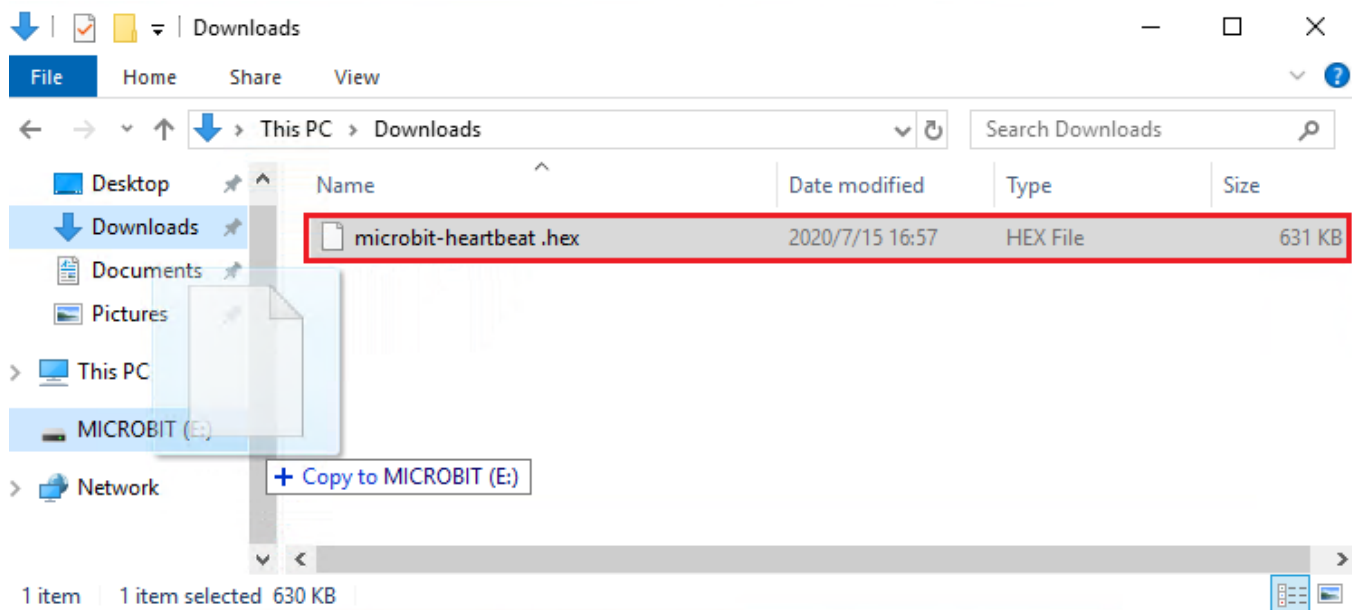 Downloads
File Home Share View
This PC > Downloads
Search Downloads
Name Date modified Type Size
Desktop
Downloads
microbit-heartbeat .hex 2020/7/15 16:57 HEX File 631 KB
Documents
Pictures
This PC
MICROBIT (E:)
+ Copy to MICROBIT (E:)
Network
1 item 1 item selected 630 KB